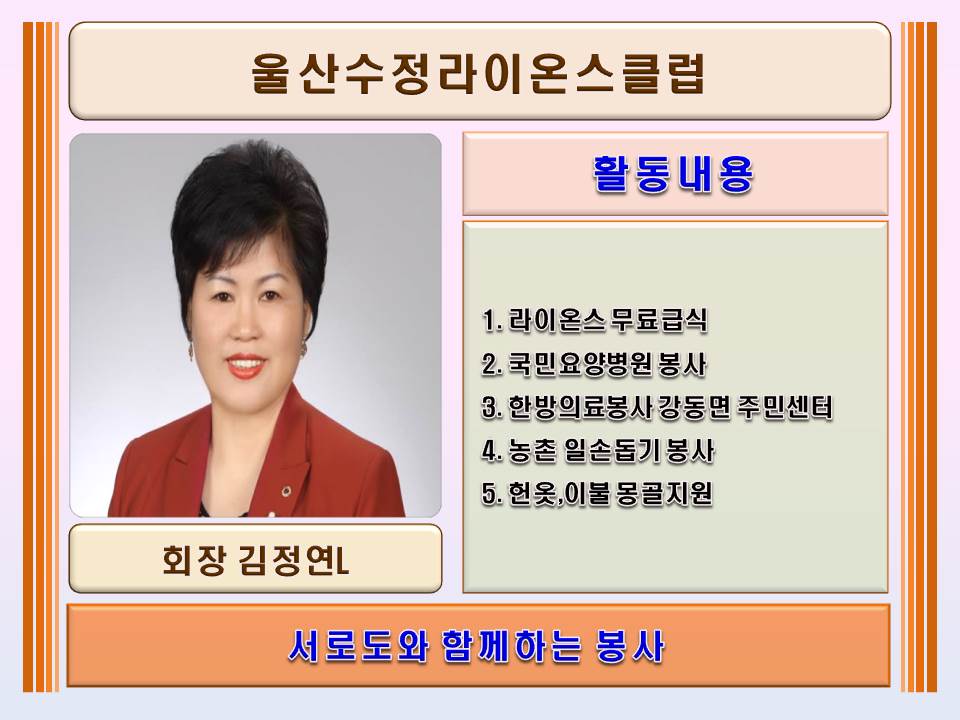 울산수정라이온스클럽
활동내용
1. 라이온스 무료급식
2. 국민요양병원 봉사
3. 한방의료봉사 강동면 주민센터
4. 농촌 일손돕기 봉사
5. 헌옷,이불 몽골지원
회장 김정연L
서로도와 함께하는 봉사